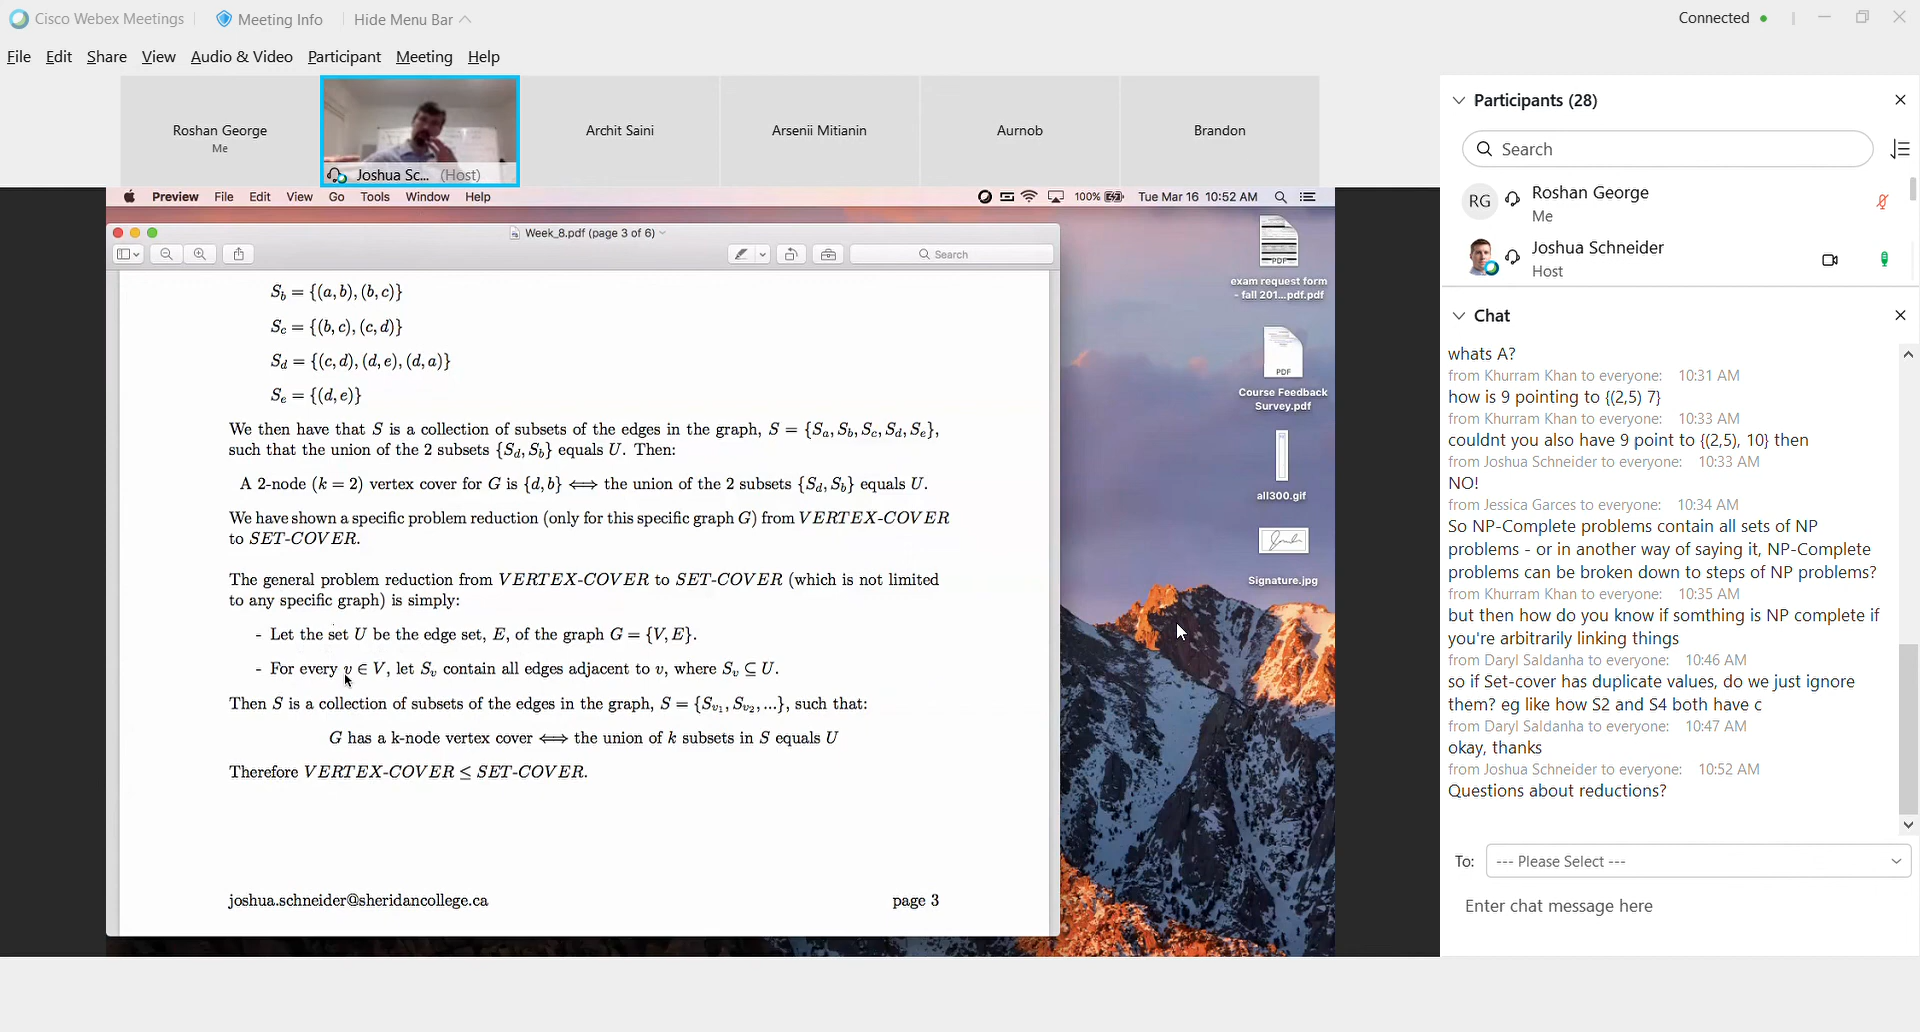 Cisco Webex Meetings Meeting Info Hide Menu Bar Connected
File Edit Share View Audio & Video Participant Meeting Help
Roshan George
Me
Joshua Sc... (Host)
Archit Saini
Arsenii Mitianin
Aurnob
Brandon
Preview File Edit View Go Tools Window Help 100% Tue Mar 16 10:52 AM
Week_8.pdf (page 3 of 6)
Search
S_b = {(a, b), (b, c)}
S_c = {(b, c), (c, d)}
S_d = {(c, d), (d, e), (d, a)}
S_e = {(d, e)}
We then have that S is a collection of subsets of the edges in the graph, S = {S_a, S_b, S_c, S_d, S_e},
such that the union of the 2 subsets {S_d, S_b} equals U. Then:
A 2-node (k = 2) vertex cover for G is {d, b} ⟺ the union of the 2 subsets {S_d, S_b} equals U.
We have shown a specific problem reduction (only for this specific graph G) from VERTEX-COVER
to SET-COVER.
The general problem reduction from VERTEX-COVER to SET-COVER (which is not limited
to any specific graph) is simply:
- Let the set U be the edge set, E, of the graph G = {V, E}.
- For every v ∈ V, let S_v contain all edges adjacent to v, where S_v ⊆ U.
Then S is a collection of subsets of the edges in the graph, S = {S_v1, S_v2, ...}, such that:
G has a k-node vertex cover ⟺ the union of k subsets in S equals U
Therefore VERTEX-COVER ≤ SET-COVER.
joshua.schneider@sheridancollege.ca page 3
PDF
exam request form
- fall 201...pdf.pdf
PDF
Course Feedback
Survey.pdf
all300.gif
Signature.jpg
Participants (28)
Search
RG Roshan George
Me
Joshua Schneider
Host
Chat
whats A?
from Khurram Khan to everyone: 10:31 AM
how is 9 pointing to {(2,5) 7}
from Khurram Khan to everyone: 10:33 AM
couldnt you also have 9 point to {(2,5), 10} then
from Joshua Schneider to everyone: 10:33 AM
NO!
from Jessica Garces to everyone: 10:34 AM
So NP-Complete problems contain all sets of NP
problems - or in another way of saying it, NP-Complete
problems can be broken down to steps of NP problems?
from Khurram Khan to everyone: 10:35 AM
but then how do you know if somthing is NP complete if
you're arbitrarily linking things
from Daryl Saldanha to everyone: 10:46 AM
so if Set-cover has duplicate values, do we just ignore
them? eg like how S2 and S4 both have c
from Daryl Saldanha to everyone: 10:47 AM
okay, thanks
from Joshua Schneider to everyone: 10:52 AM
Questions about reductions?
To: --- Please Select ---
Enter chat message here